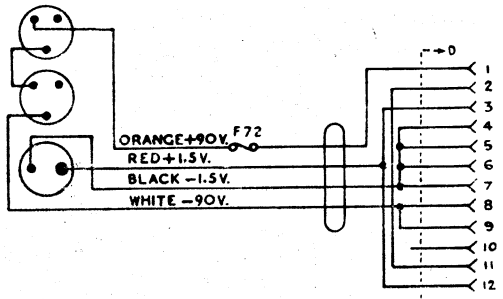 D
ORANGE+90V. F72
RED+1.5V.
BLACK-1.5V.
WHITE-90V.
1
2
3
4
5
6
7
8
9
10
11
12